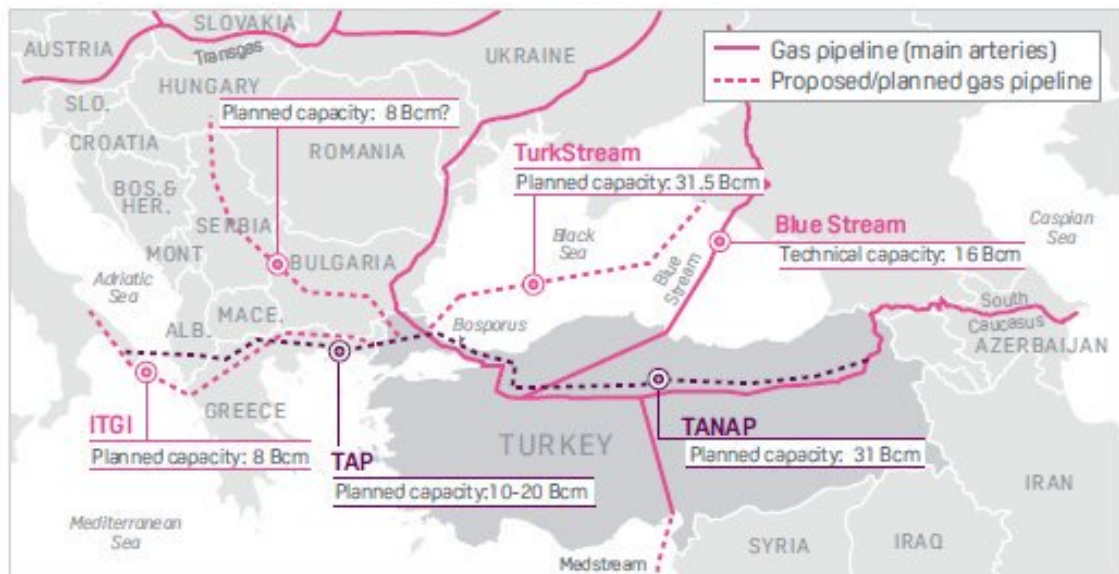 SLOVAKIA
AUSTRIA
Transgas
UKRAINE
Gas pipeline (main arteries)
Proposed/planned gas pipeline
HUNGARY
SLO.
Planned capacity: 8 Bcm?
CROATIA
ROMANIA
TurkStream
Planned capacity: 31.5 Bcm
BOS.&
HER.
SERBIA
Black
Sea
Blue Stream
Technical capacity: 16 Bcm
Caspian
Sea
MONT
BULGARIA
Blue
Stream
Adriatic
Sea
MACE.
ALB.
Bosporus
South
Caucasus
AZERBAIJAN
GREECE
ITGI
Planned capacity: 8 Bcm
TAP
Planned capacity:10-20 Bcm
TURKEY
TANAP
Planned capacity: 31 Bcm
IRAN
Mediterranean
Sea
Medstream
SYRIA
IRAQ